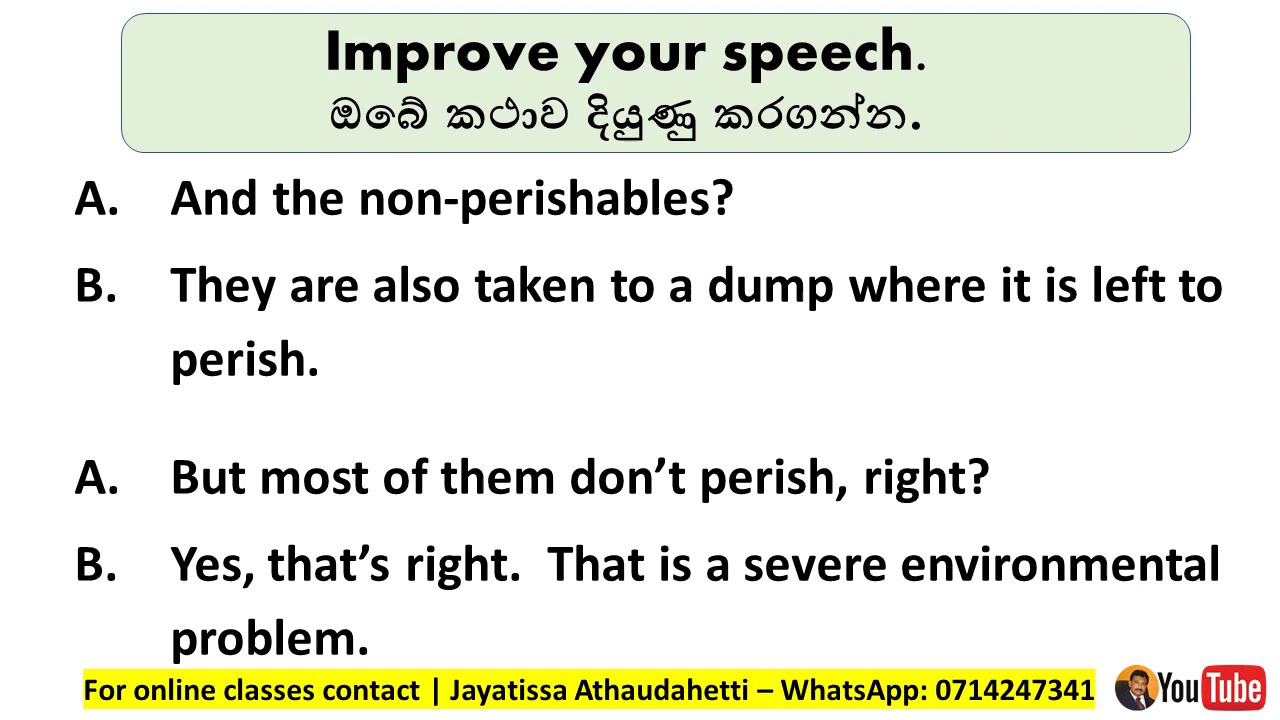 Improve your speech.
ඔබේ කථාව දියුණු කරගන්න.
A. And the non-perishables?
B. They are also taken to a dump where it is left to
perish.
A. But most of them don’t perish, right?
B. Yes, that’s right. That is a severe environmental
problem.
For online classes contact | Jayatissa Athaudahetti – WhatsApp: 0714247341
YouTube